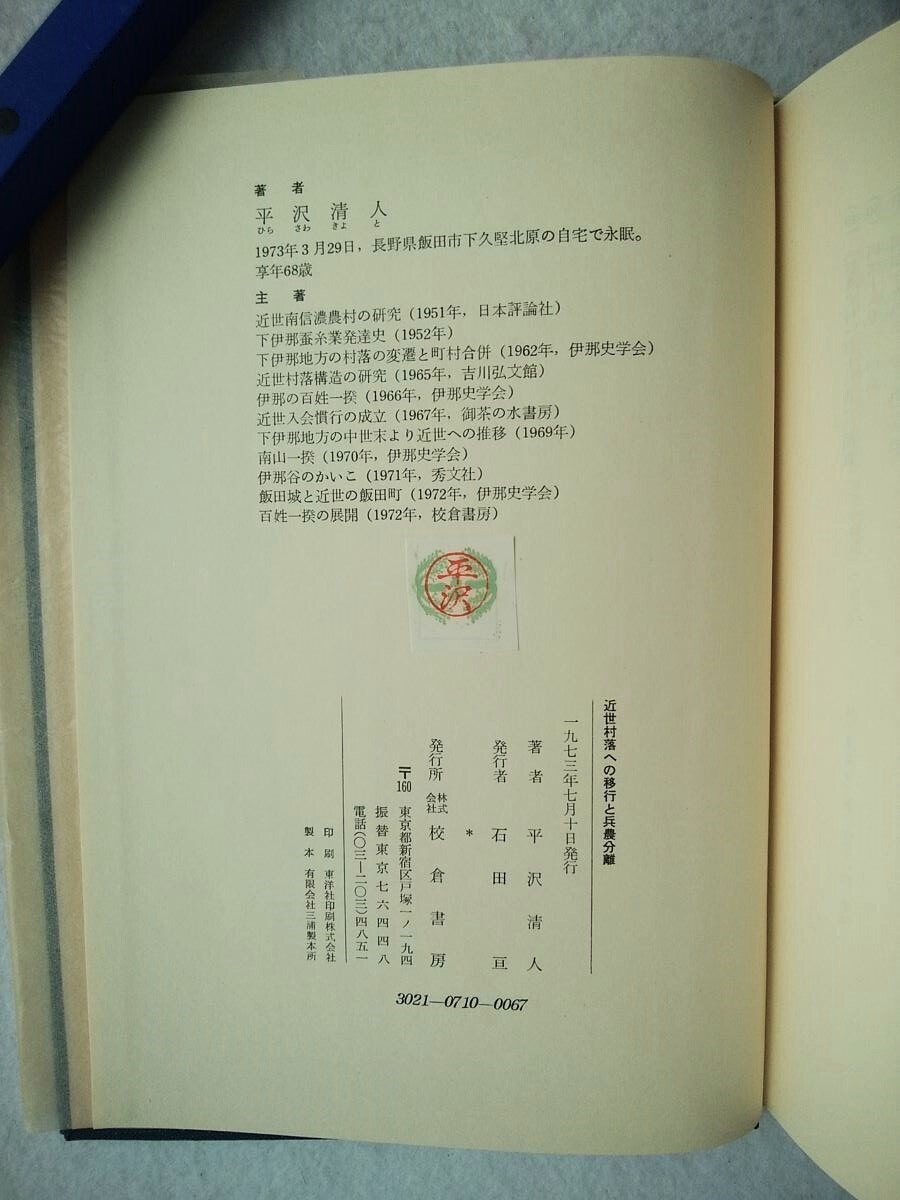 著者
平沢清人
ひら さわ きよ と
1973年3月29日，長野県飯田市下久堅北原の自宅で永眠。
享年68歳
主著
近世南信濃農村の研究（1951年，日本評論社）
下伊那蚕糸業発達史（1952年）
下伊那地方の村落の変遷と町村合併（1962年，伊那史学会）
近世村落構造の研究（1965年，吉川弘文館）
伊那の百姓一揆（1966年，伊那史学会）
近世入会慣行の成立（1967年，御茶の水書房）
下伊那地方の中世末より近世への推移（1969年）
南山一揆（1970年，伊那史学会）
伊那谷のかいこ（1971年，秀文社）
飯田城と近世の飯田町（1972年，伊那史学会）
百姓一揆の展開（1972年，校倉書房）
平沢
近世村落への移行と兵農分離
一九七三年七月十日発行
著者 平沢清人
発行者 石田亘
*
発行所 株式会社 校倉書房
〒160 東京都新宿区戸塚一ノ一九四
振替東京七六四四八
電話(〇三―二〇三)四八五一
印刷 東洋社印刷株式会社
製本 有限会社三浦製本所
3021—0710—0067